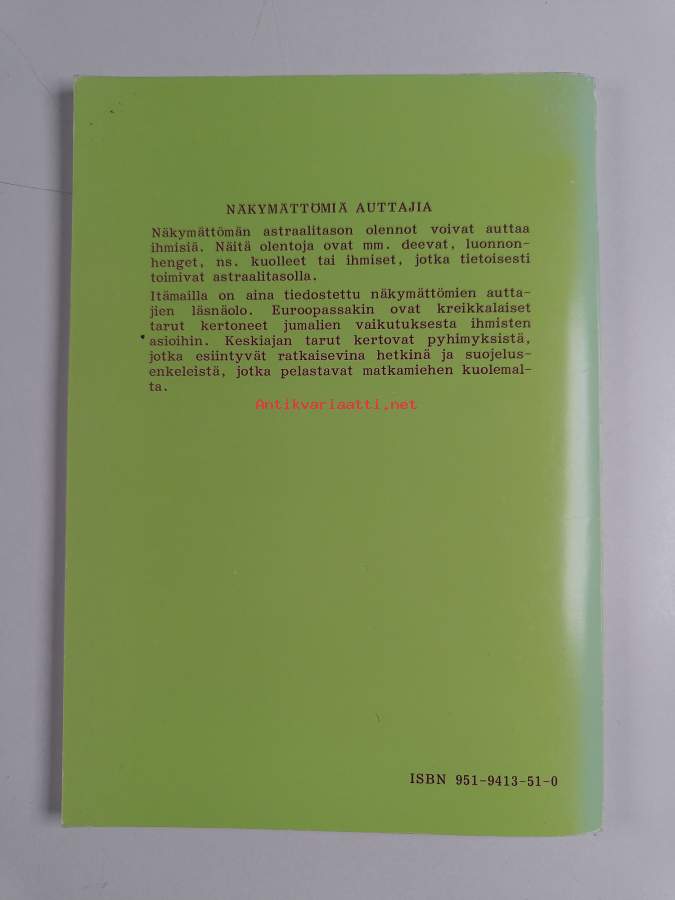 NÄKYMÄTTÖMIÄ AUTTAJIA
Näkymättömän astraalitason olennot voivat auttaa
ihmisiä. Näitä olentoja ovat mm. deevat, luonnon-
henget, ns. kuolleet tai ihmiset, jotka tietoisesti
toimivat astraalitasolla.
Itämailla on aina tiedostettu näkymättömien autta-
jien läsnäolo. Euroopassakin ovat kreikkalaiset
tarut kertoneet jumalien vaikutuksesta ihmisten
asioihin. Keskiajan tarut kertovat pyhimyksistä,
jotka esiintyvät ratkaisevina hetkinä ja suojelus-
enkeleistä, jotka pelastavat matkamiehen kuolemal-
ta.
Antikvariaatti.net
ISBN 951-9413-51-0